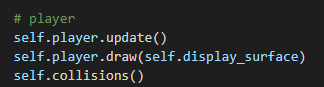 # player
self.player.update()
self.player.draw(self.display_surface)
self.collisions()